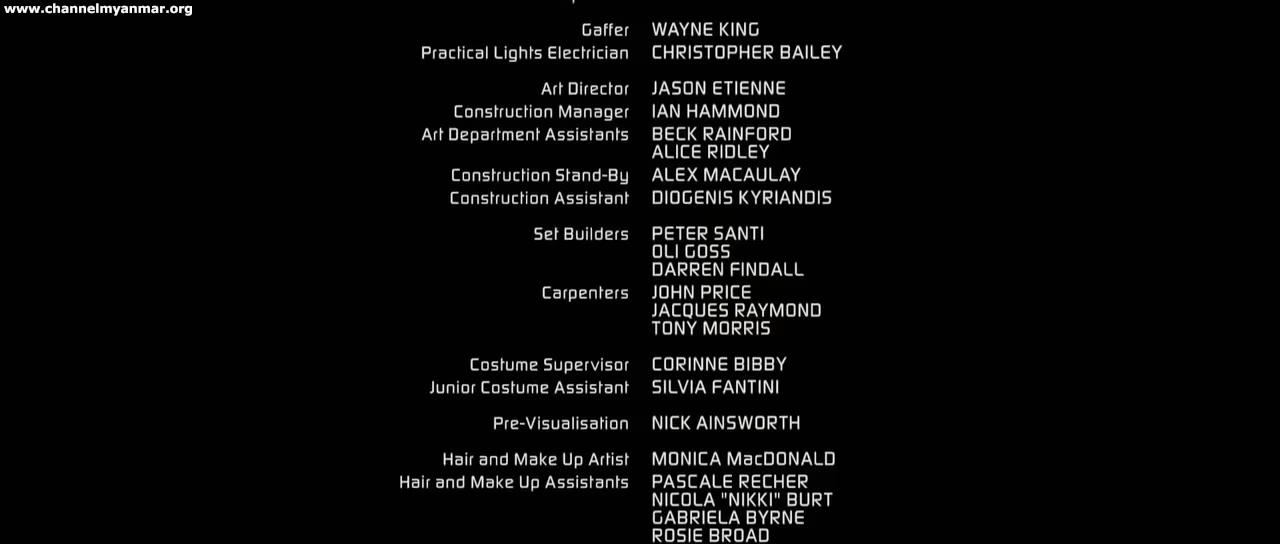 www.channelmyanmar.org
Gaffer WAYNE KING
Practical Lights Electrician CHRISTOPHER BAILEY
Art Director JASON ETIENNE
Construction Manager IAN HAMMOND
Art Department Assistants BECK RAINFORD
ALICE RIDLEY
Construction Stand-By ALEX MACAULAY
Construction Assistant DIOGENIS KYRIANDIS
Set Builders PETER SANTI
OLI GOSS
DARREN FINDALL
Carpenters JOHN PRICE
JACQUES RAYMOND
TONY MORRIS
Costume Supervisor CORINNE BIBBY
Junior Costume Assistant SILVIA FANTINI
Pre-Visualisation NICK AINSWORTH
Hair and Make Up Artist MONICA MacDONALD
Hair and Make Up Assistants PASCALE RECHER
NICOLA "NIKKI" BURT
GABRIELA BYRNE
ROSIE BROAD